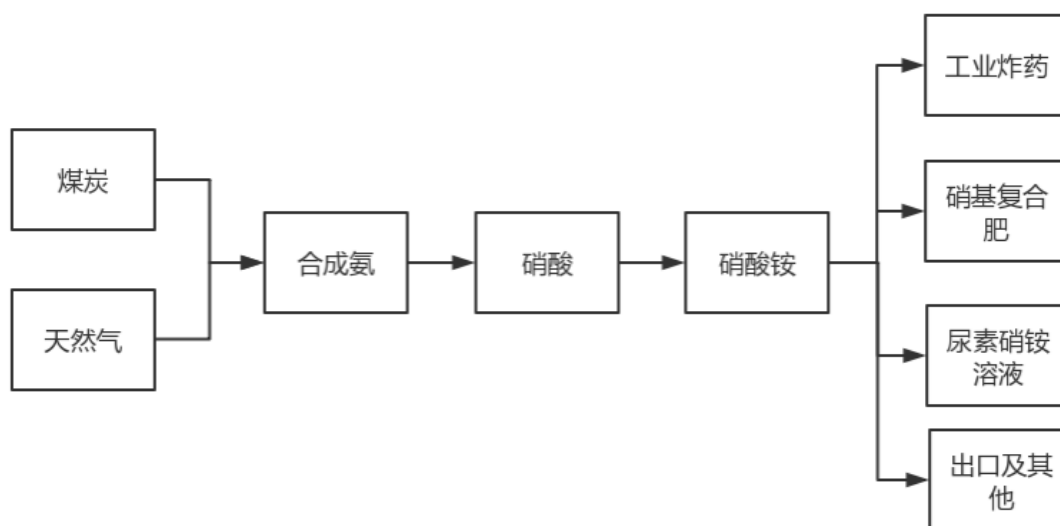 煤炭
天然气
合成氨
硝酸
硝酸铵
工业炸药
硝基复合
肥
尿素硝铵
溶液
出口及其
他